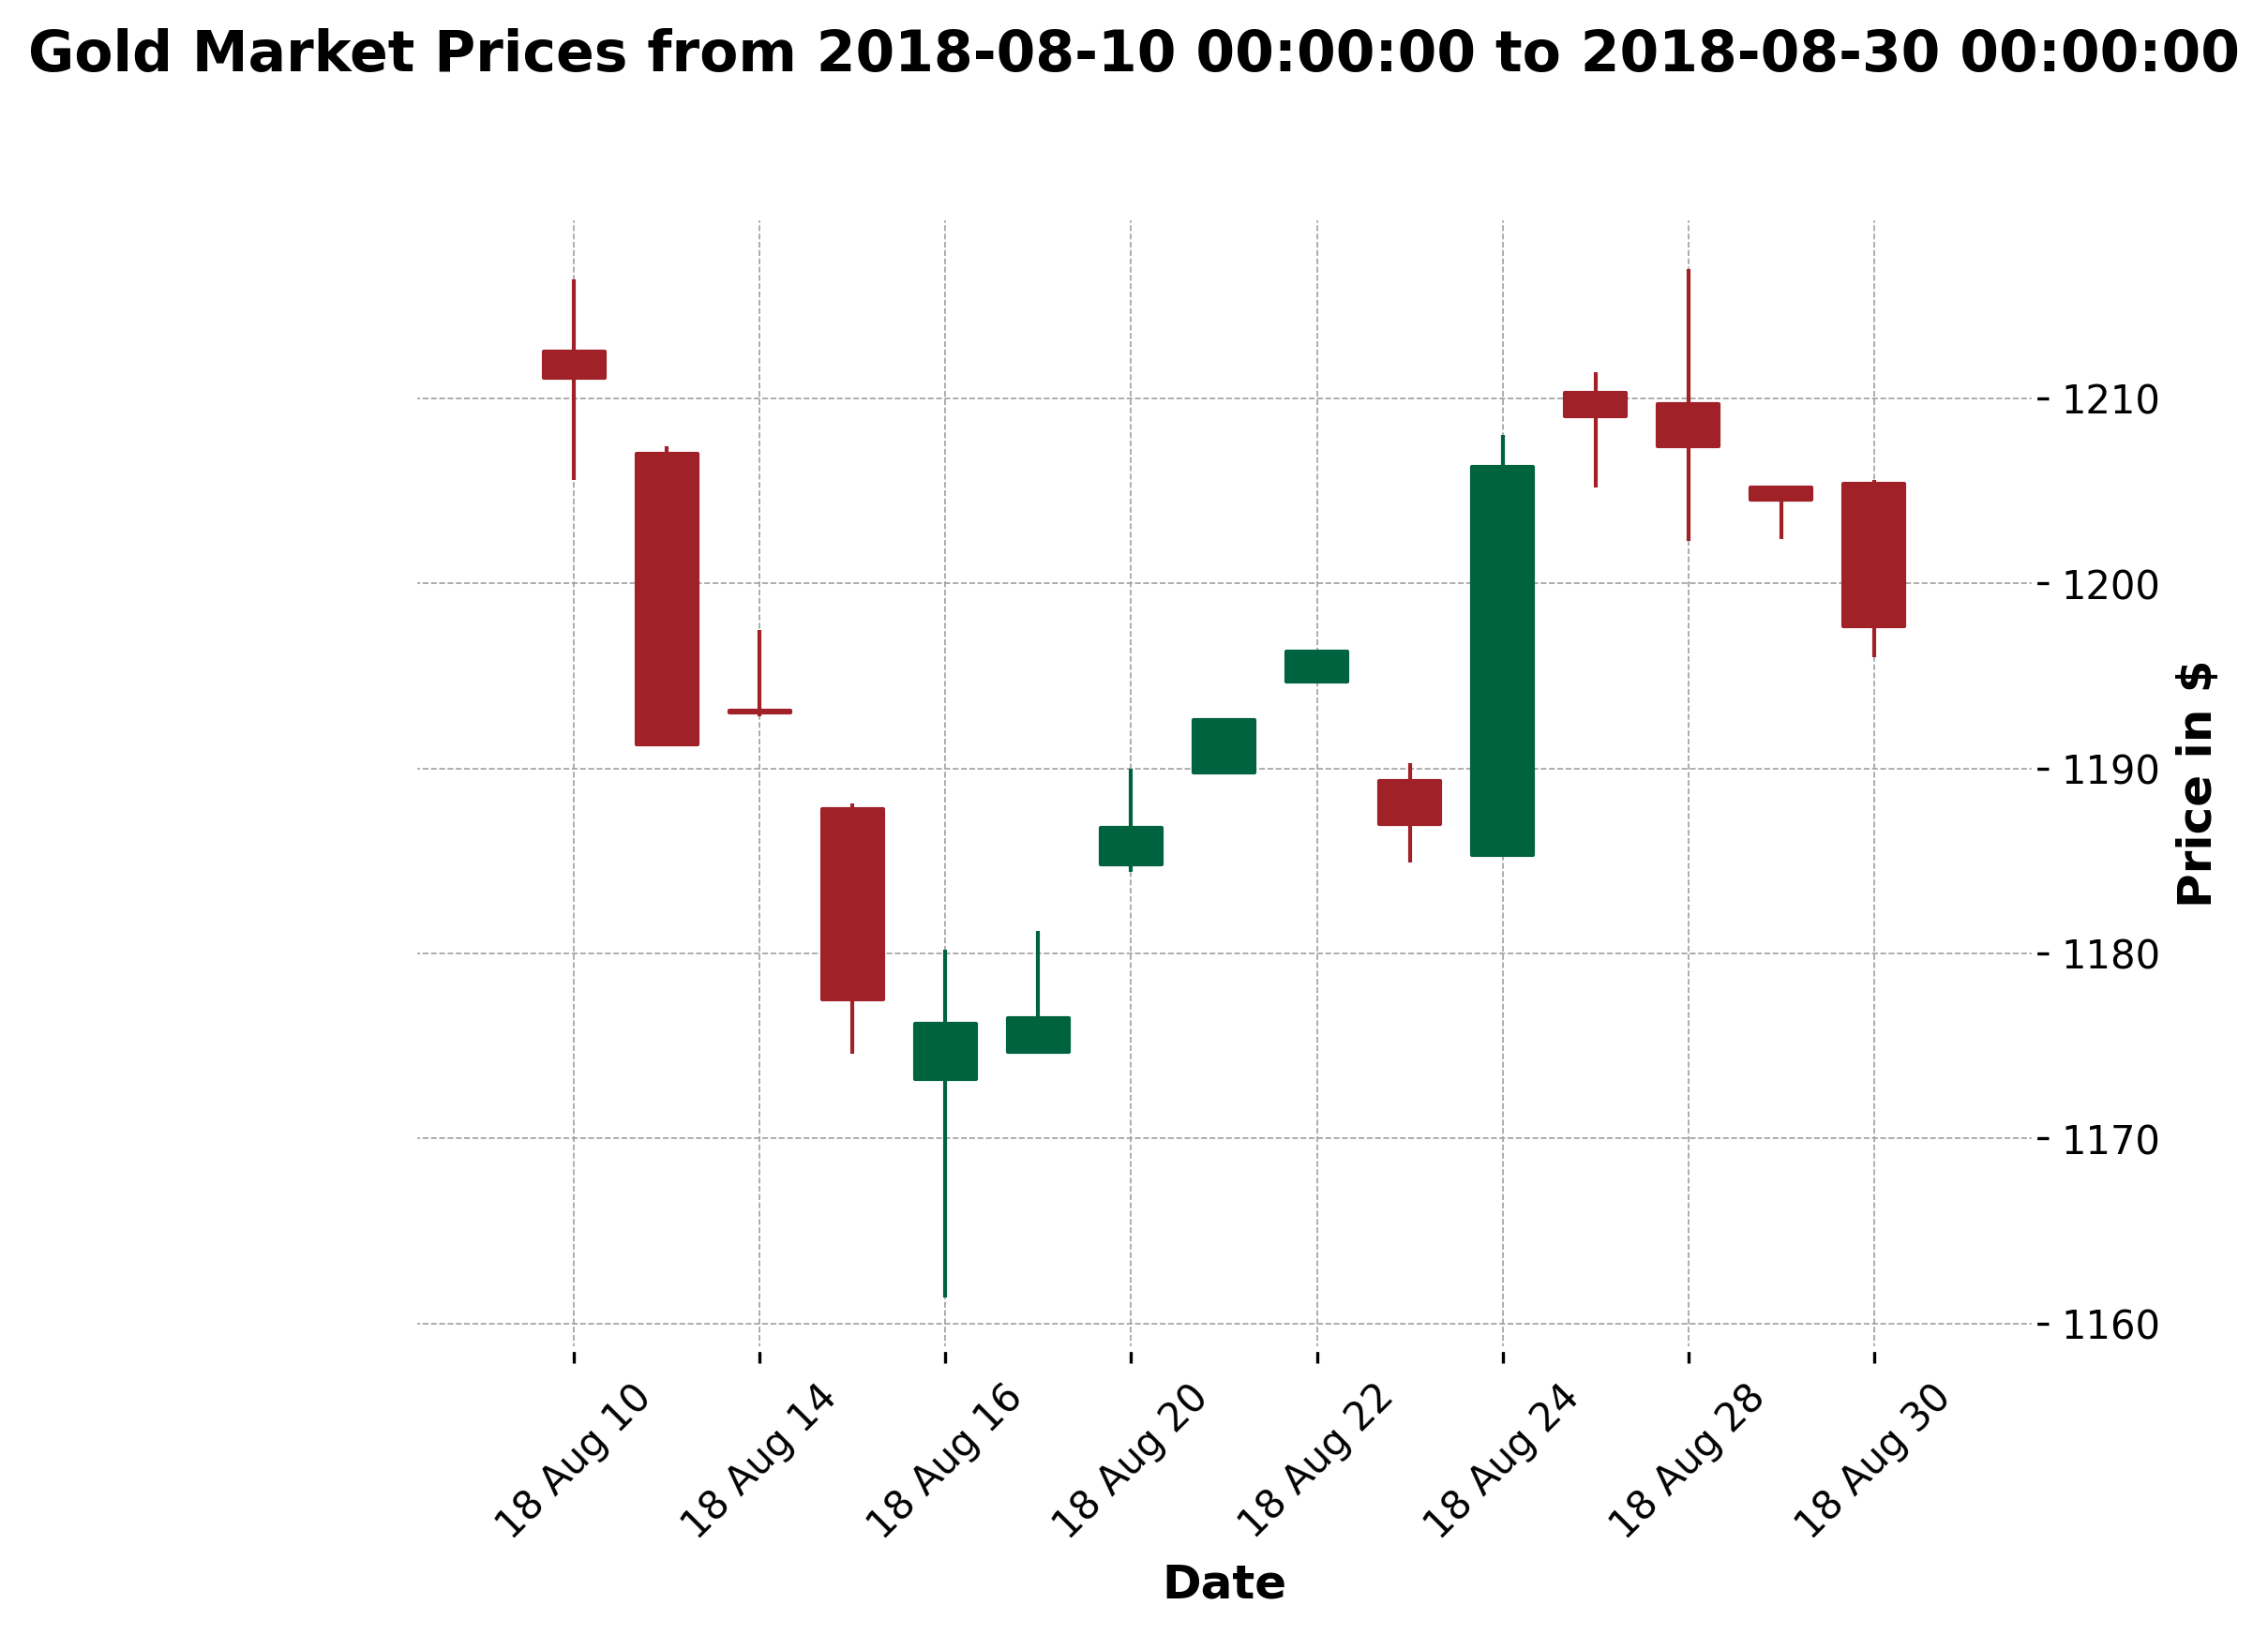 Gold Market Prices from 2018-08-10 00:00:00 to 2018-08-30 00:00:00
1210
1200
1190
1180
1170
1160
Price in $
18 Aug 10
18 Aug 14
18 Aug 16
18 Aug 20
18 Aug 22
18 Aug 24
18 Aug 28
18 Aug 30
Date